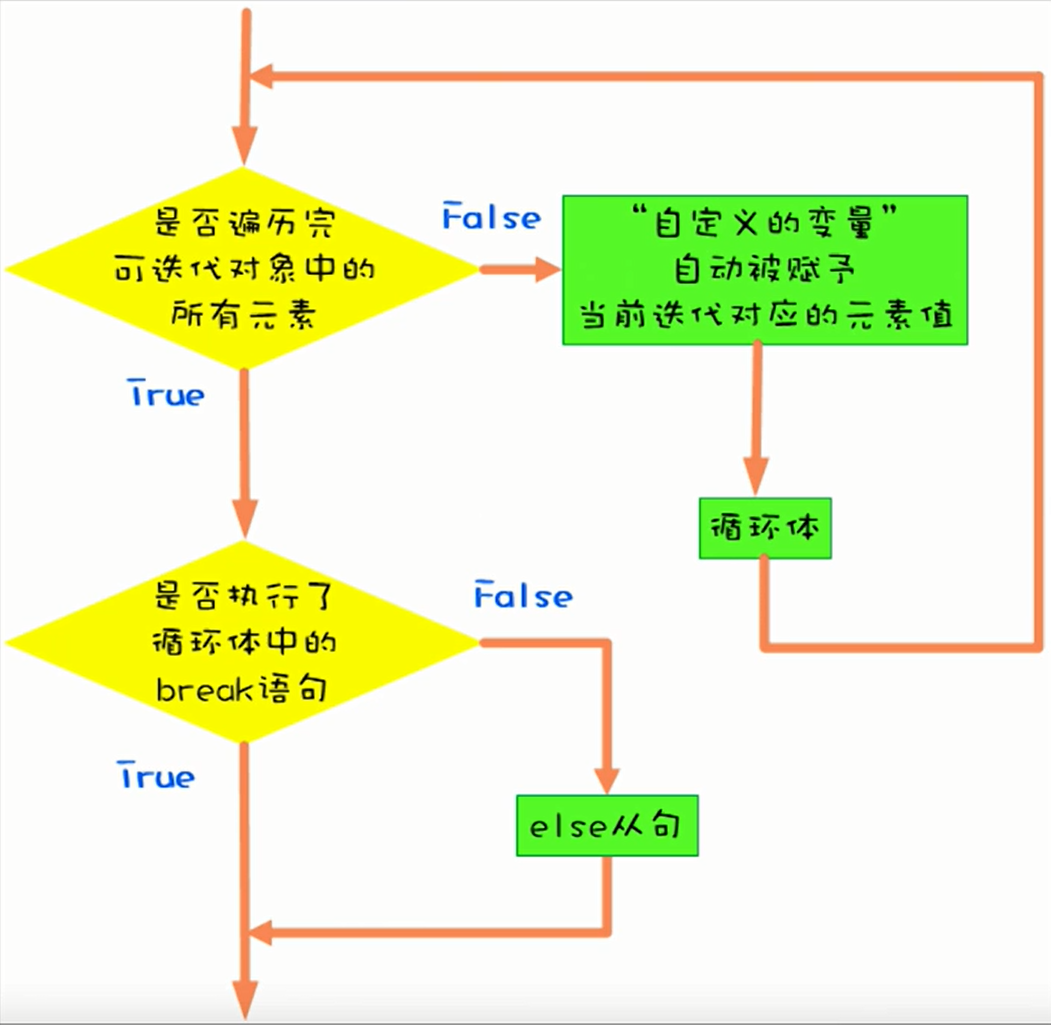 是否遍历完
可迭代对象中的
所有元素
False
“自定义的变量”
自动被赋予
当前迭代对应的元素值
True
循环体
是否执行了
循环体中的
break语句
False
True
else从句